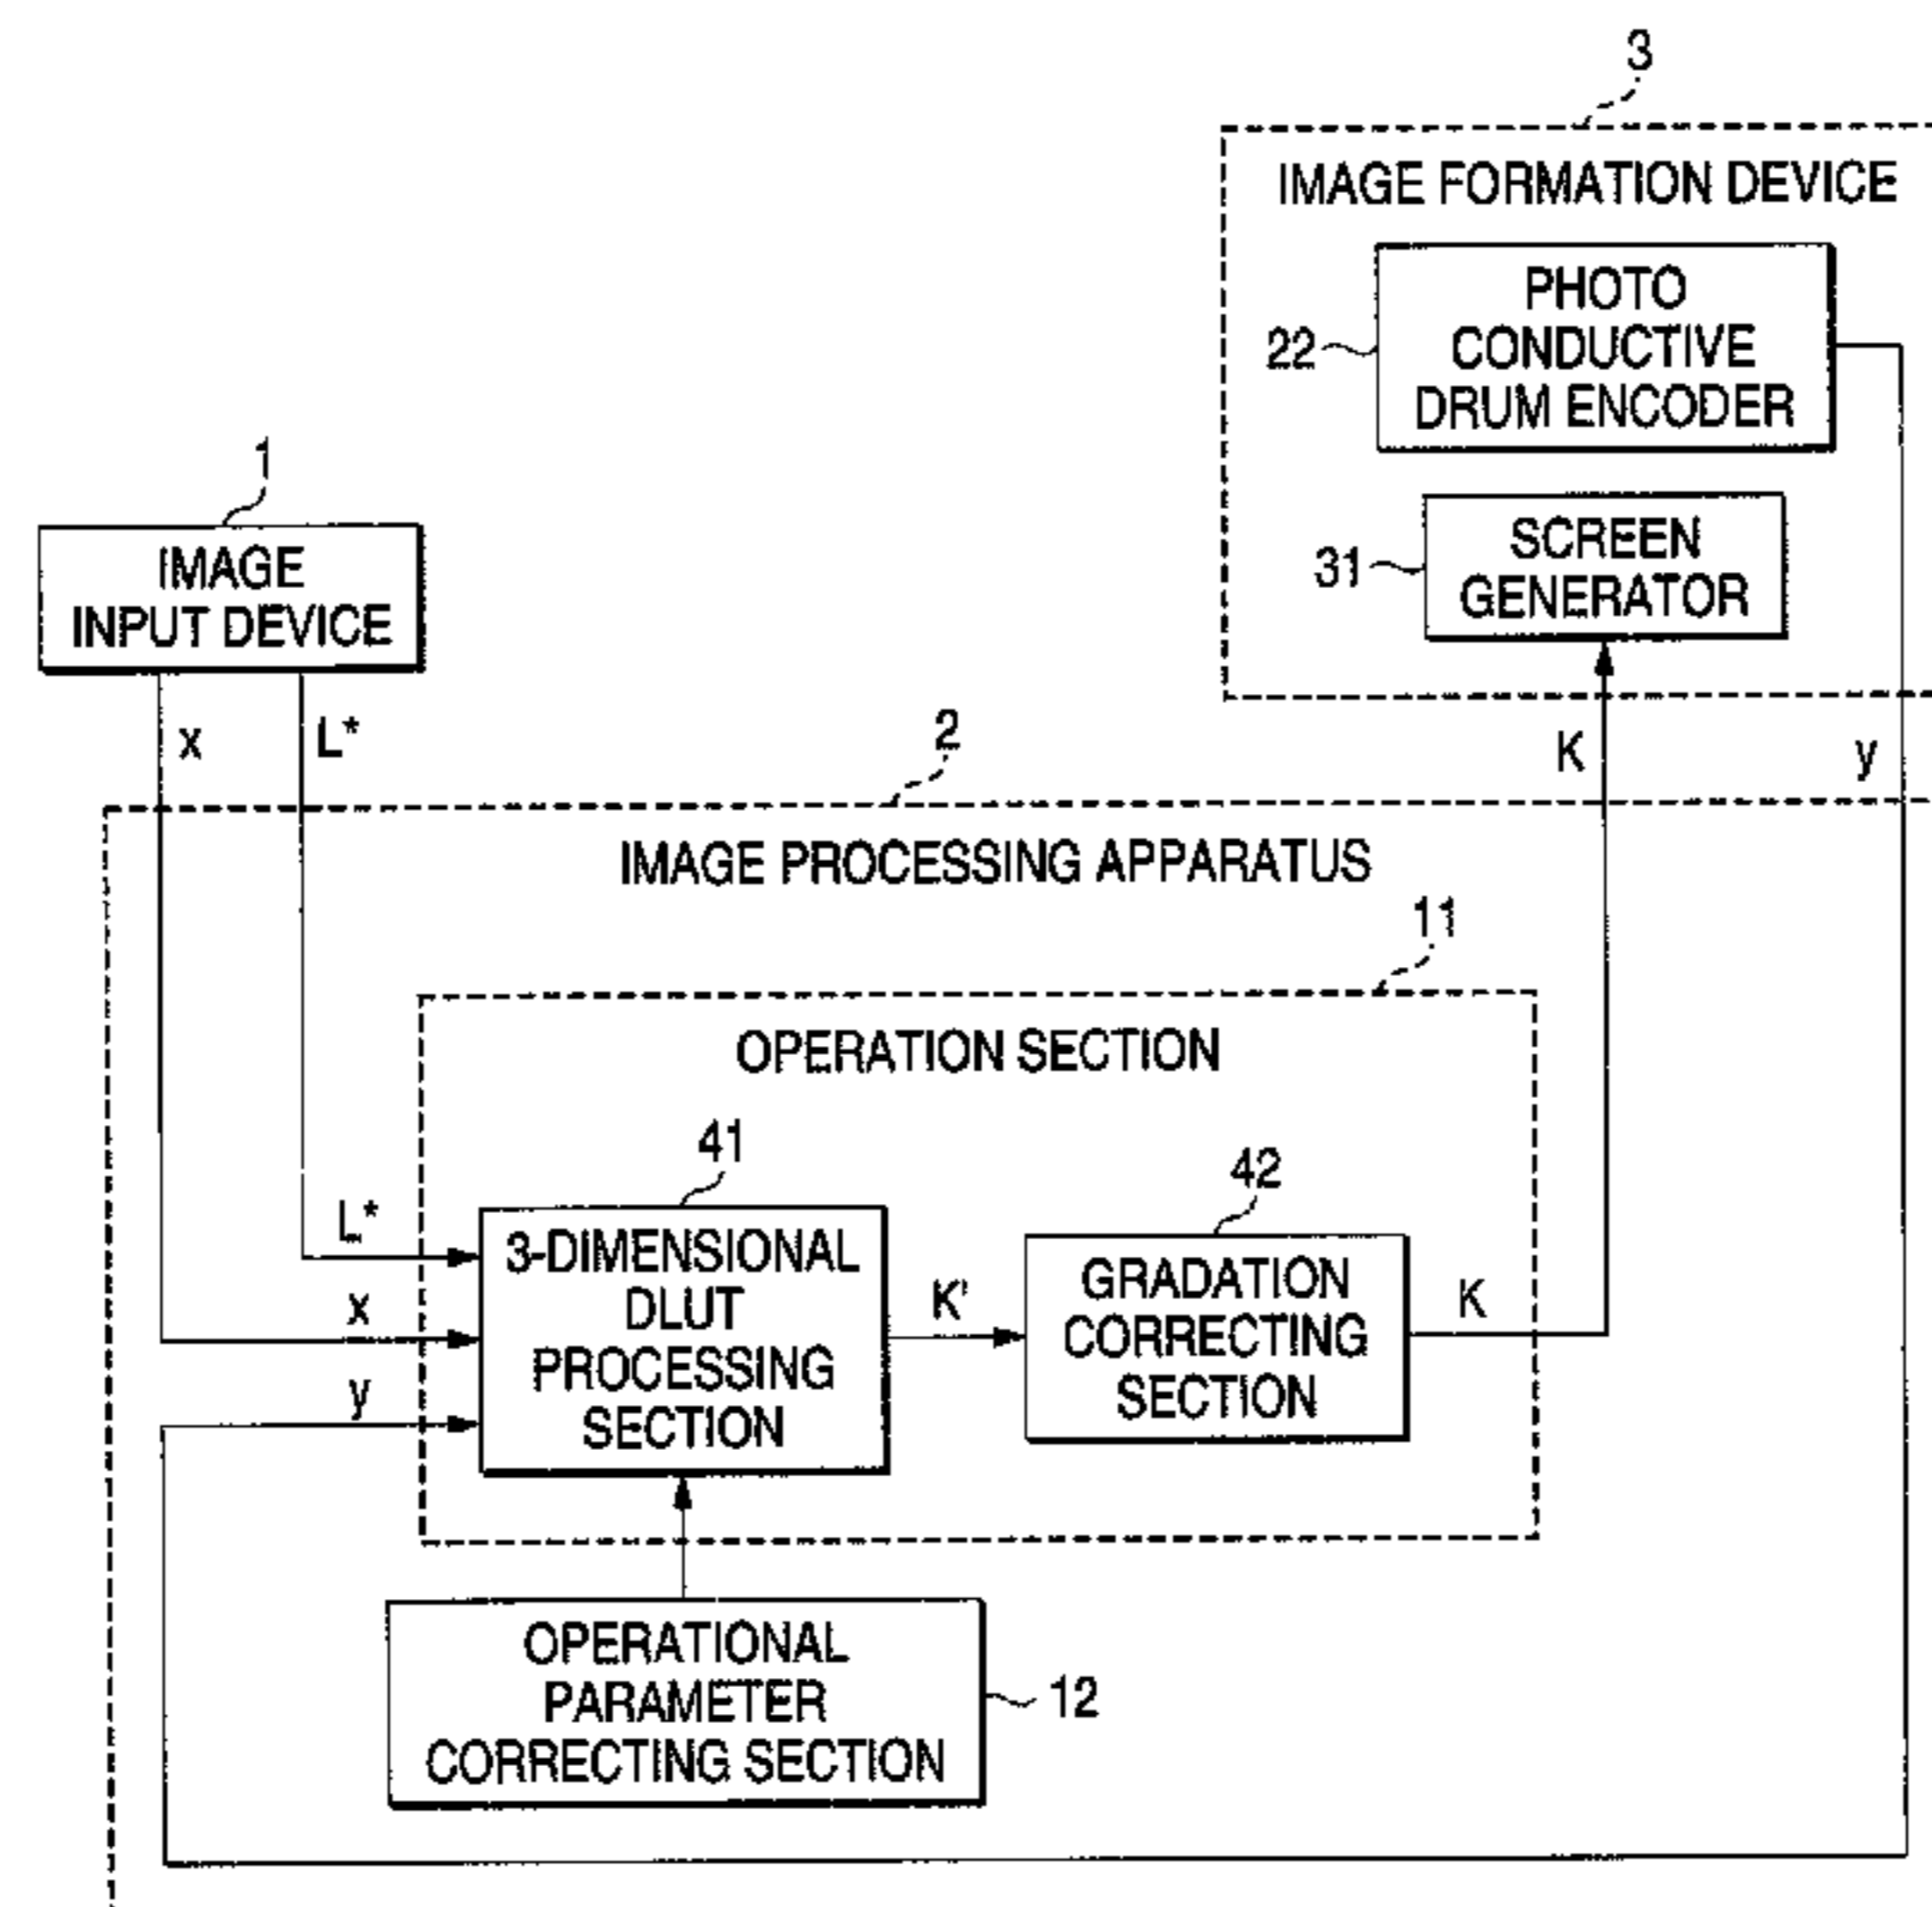 3
IMAGE FORMATION DEVICE
PHOTO
CONDUCTIVE
DRUM ENCODER
22
1
IMAGE
INPUT DEVICE
SCREEN
GENERATOR
31
x
L*
2
K
y
IMAGE PROCESSING APPARATUS
11
OPERATION SECTION
41
42
L*
x
y
3-DIMENSIONAL
DLUT
PROCESSING
SECTION
K'
GRADATION
CORRECTING
SECTION
K
OPERATIONAL
PARAMETER
CORRECTING SECTION
12